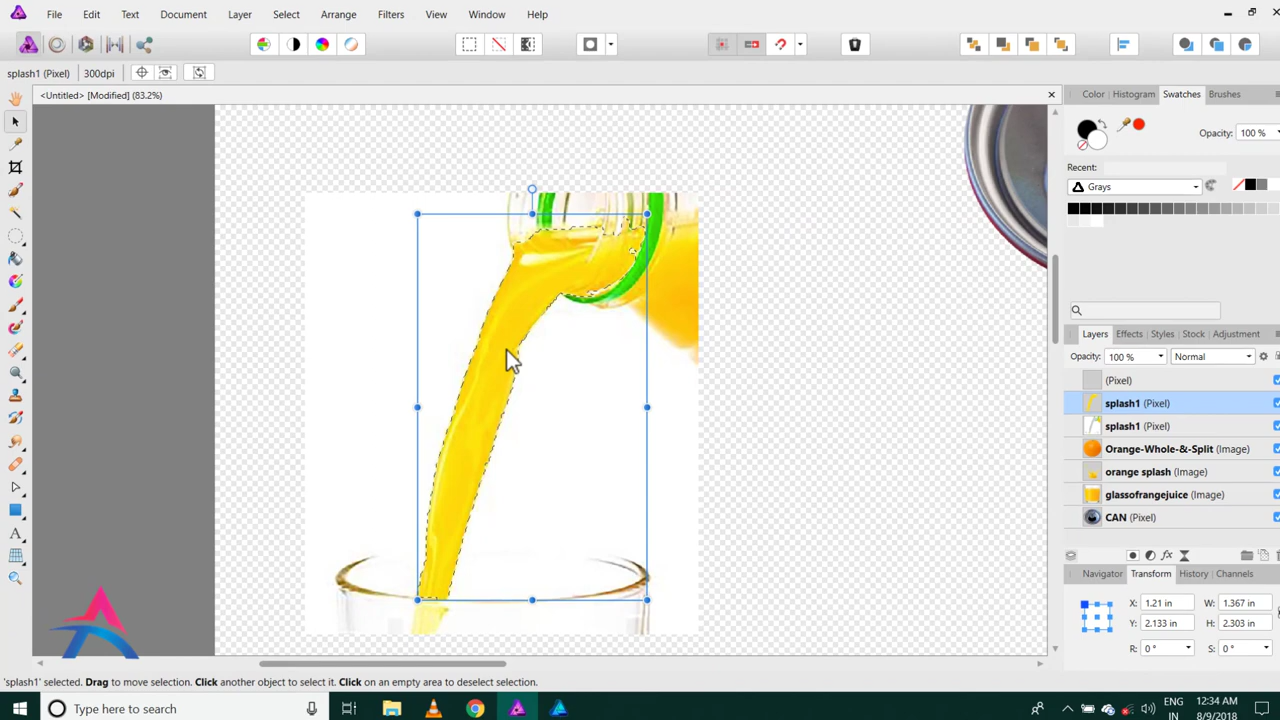 File Edit Text Document Layer Select Arrange Filters View Window Help
splash1 (Pixel) 300dpi
<Untitled> [Modified] (83.2%)
Color Histogram Swatches Brushes
Opacity: 100 %
Recent:
Grays
Layers Effects Styles Stock Adjustment
Opacity: 100 % Normal
(Pixel)
splash1 (Pixel)
splash1 (Pixel)
Orange-Whole-&-Split (Image)
orange splash (Image)
glassofrangejuice (Image)
CAN (Pixel)
Navigator Transform History Channels
X: 1.21 in W: 1.367 in
Y: 2.133 in H: 2.303 in
R: 0 ° S: 0 °
'splash1' selected. Drag to move selection. Click another object to select it. Click on an empty area to deselect selection.
Type here to search
ENG 12:34 AM
IN 8/9/2018